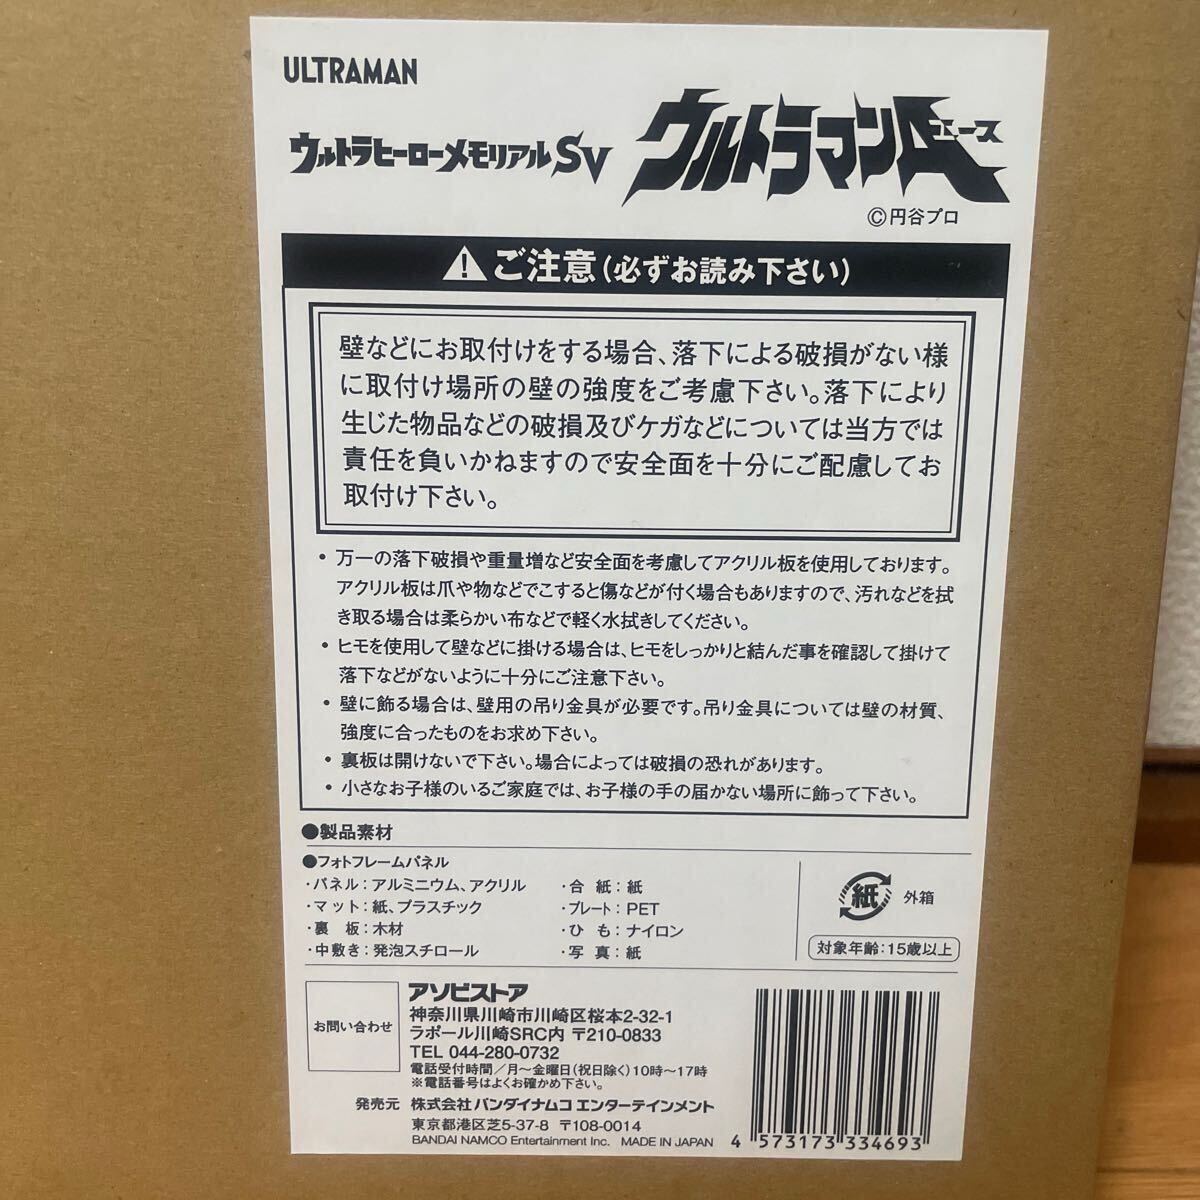 ULTRAMAN
ウルトラヒーローメモリアルSV
ウルトラマンA
エース
©円谷プロ
ご注意(必ずお読み下さい)
壁などにお取付けをする場合、落下による破損がない様
に取付け場所の壁の強度をご考慮下さい。落下により
生じた物品などの破損及びケガなどについては当方では
責任を負いかねますので安全面を十分にご配慮してお
取付け下さい。
・万一の落下破損や重量増など安全面を考慮してアクリル板を使用しております。
アクリル板は爪や物などでこすると傷などが付く場合もありますので、汚れなどを拭
き取る場合は柔らかい布などで軽く水拭きしてください。
・ヒモを使用して壁などに掛ける場合は、ヒモをしっかりと結んだ事を確認して掛けて
落下などがないように十分にご注意下さい。
・壁に飾る場合は、壁用の吊り金具が必要です。吊り金具については壁の材質、
強度に合ったものをお求め下さい。
・裏板は開けないで下さい。場合によっては破損の恐れがあります。
・小さなお子様のいるご家庭では、お子様の手の届かない場所に飾って下さい。
●製品素材
●フォトフレームパネル
・パネル:アルミニウム、アクリル
・マット:紙、プラスチック
・裏 板:木材
・中敷き:発泡スチロール
・合 紙:紙
・プレート:PET
・ひ も:ナイロン
・写 真:紙
紙
外箱
対象年齢:15歳以上
お問い合わせ
アソビストア
神奈川県川崎市川崎区桜本2-32-1
ラポール川崎SRC内 〒210-0833
TEL 044-280-0732
電話受付時間/月～金曜日(祝日除く)10時～17時
※電話番号はよくお確かめ下さい。
発売元 株式会社バンダイナムコエンターテインメント
東京都港区芝5-37-8 〒108-0014
BANDAI NAMCO Entertainment Inc. MADE IN JAPAN
4 573173 334693